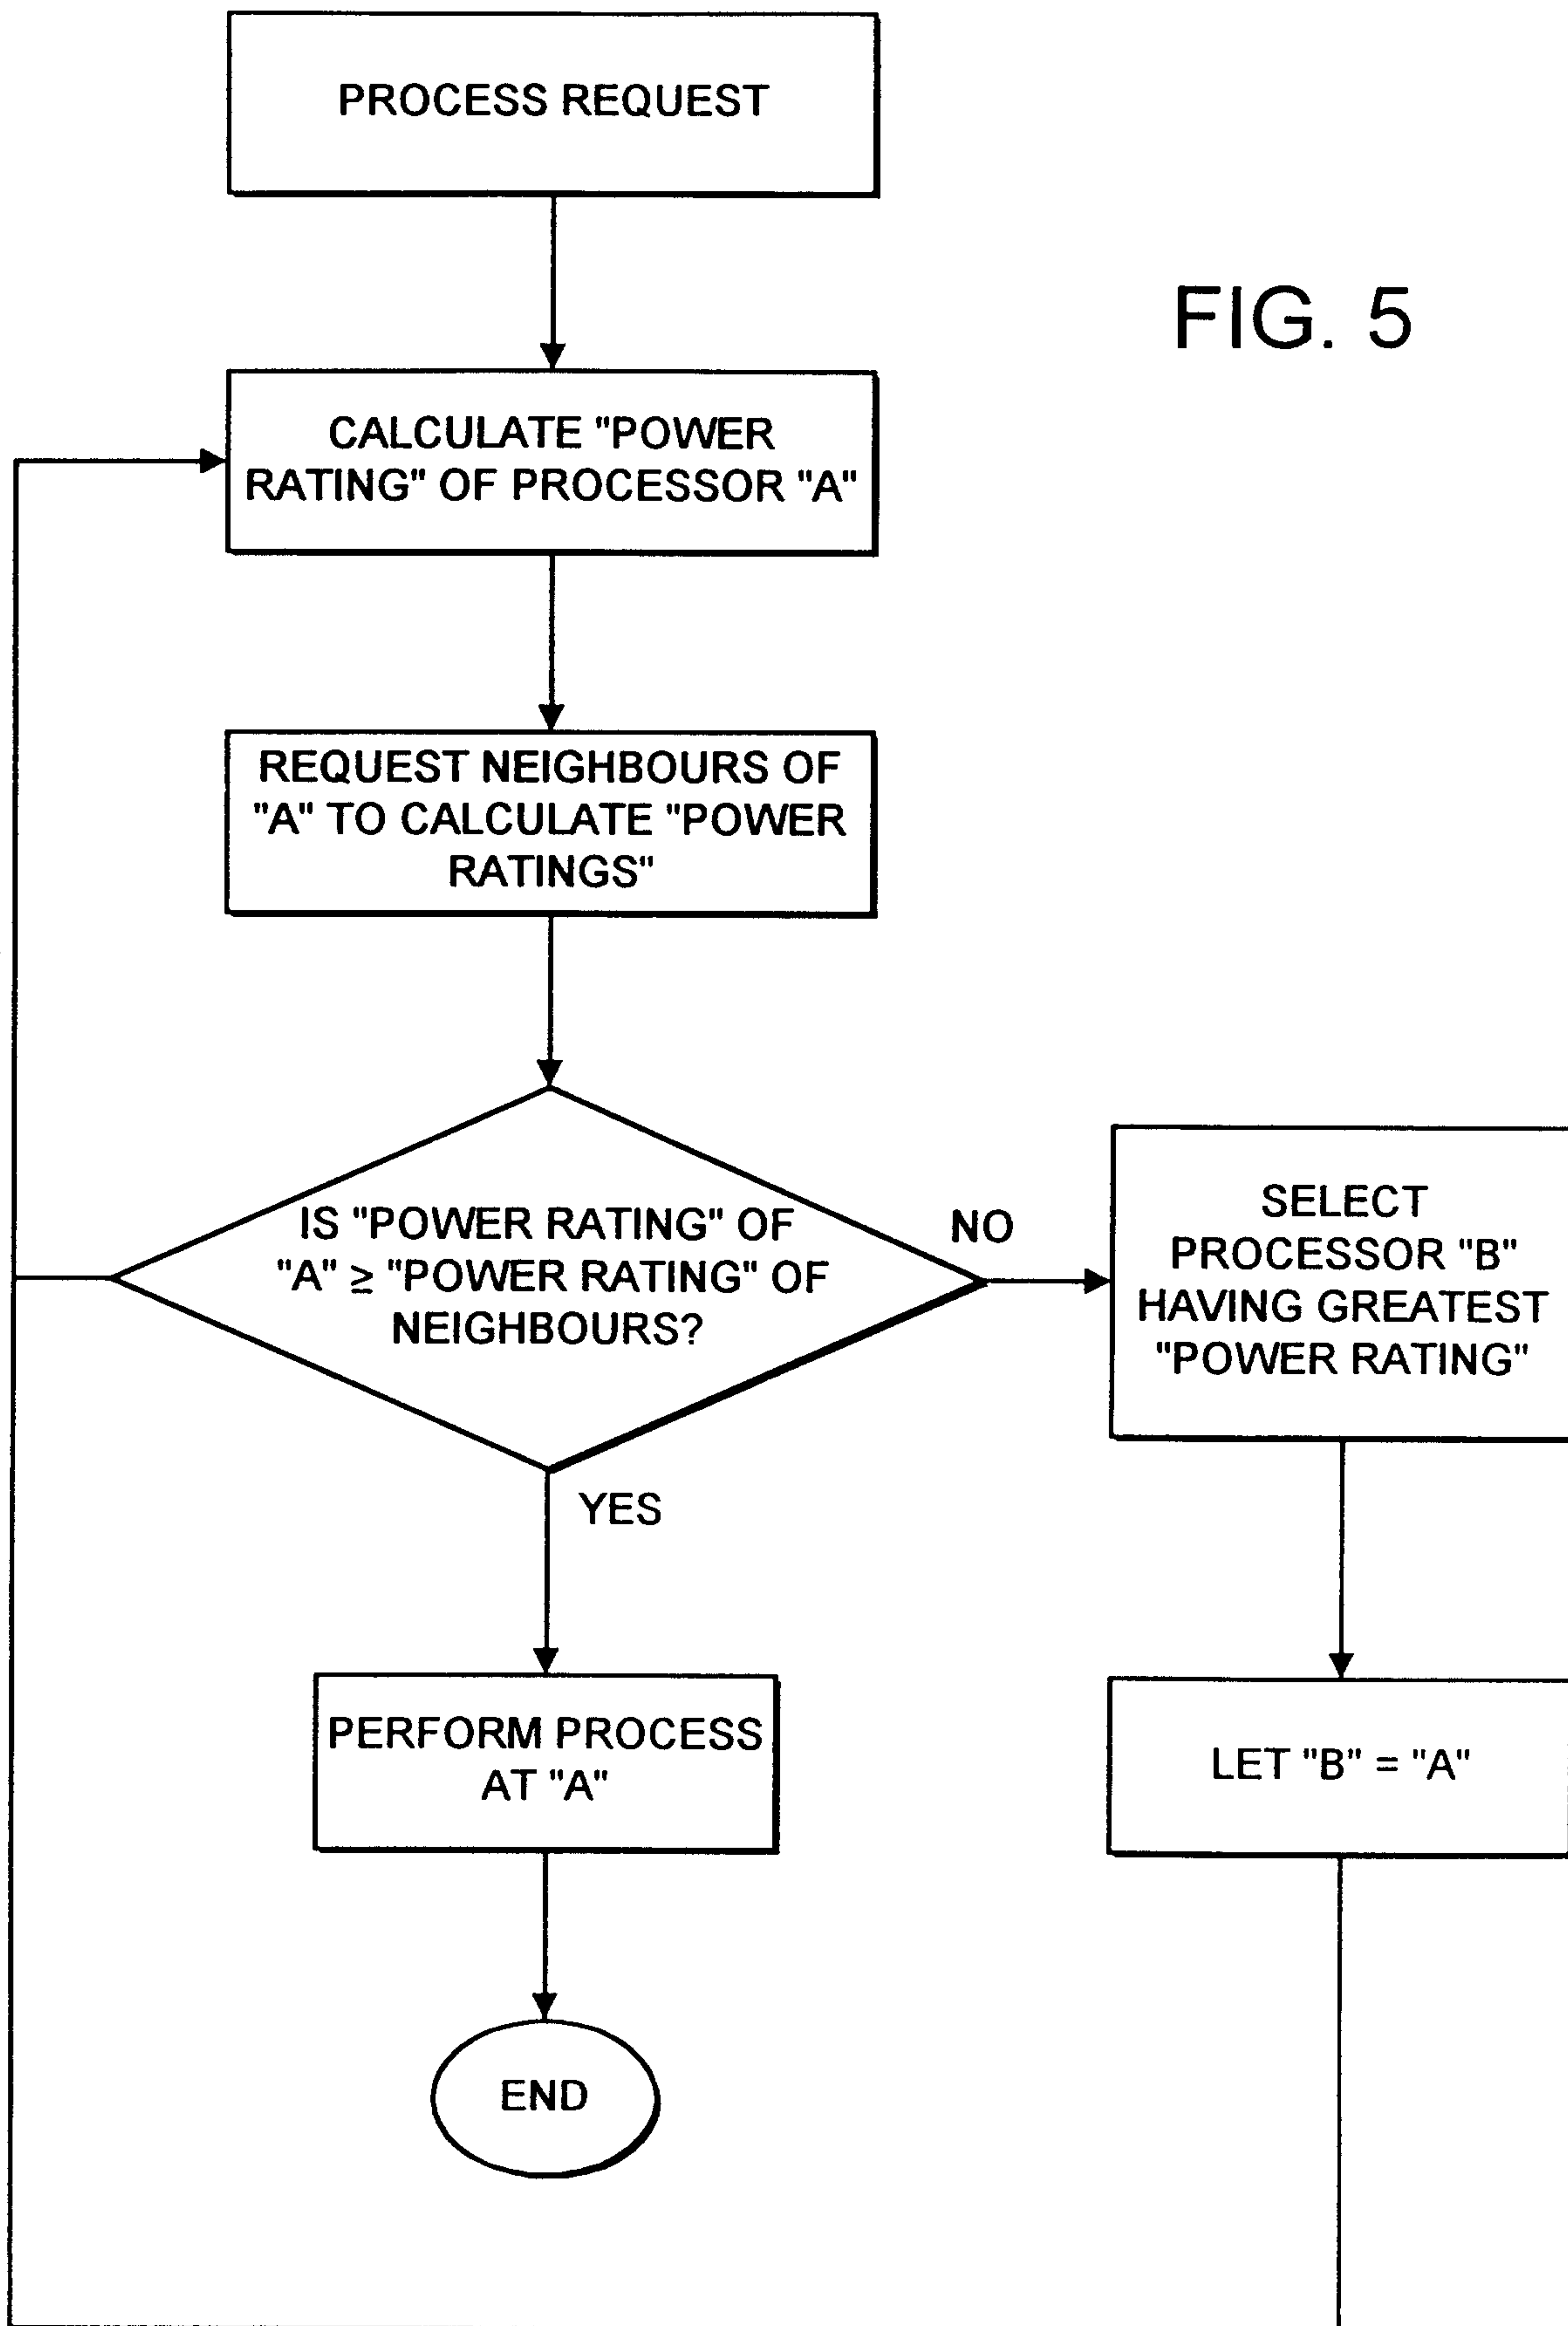 PROCESS REQUEST
FIG. 5
CALCULATE "POWER
RATING" OF PROCESSOR "A"
REQUEST NEIGHBOURS OF
"A" TO CALCULATE "POWER
RATINGS"
IS "POWER RATING" OF
"A" ≥ "POWER RATING" OF
NEIGHBOURS?
NO
SELECT
PROCESSOR "B"
HAVING GREATEST
"POWER RATING"
YES
PERFORM PROCESS
AT "A"
LET "B" = "A"
END